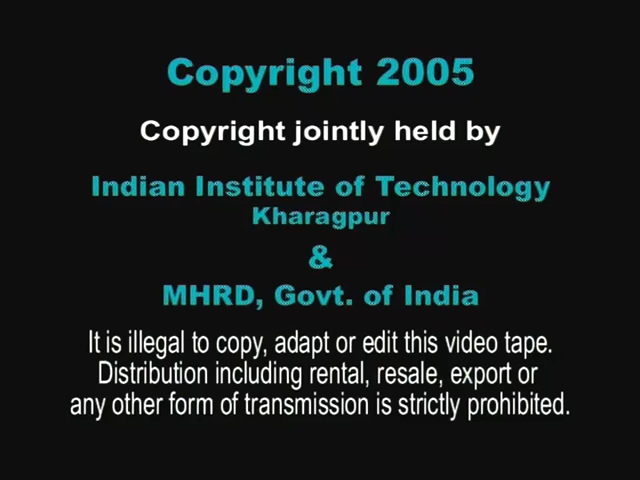 Copyright 2005
Copyright jointly held by
Indian Institute of Technology
Kharagpur
&
MHRD, Govt. of India
It is illegal to copy, adapt or edit this video tape.
Distribution including rental, resale, export or
any other form of transmission is strictly prohibited.